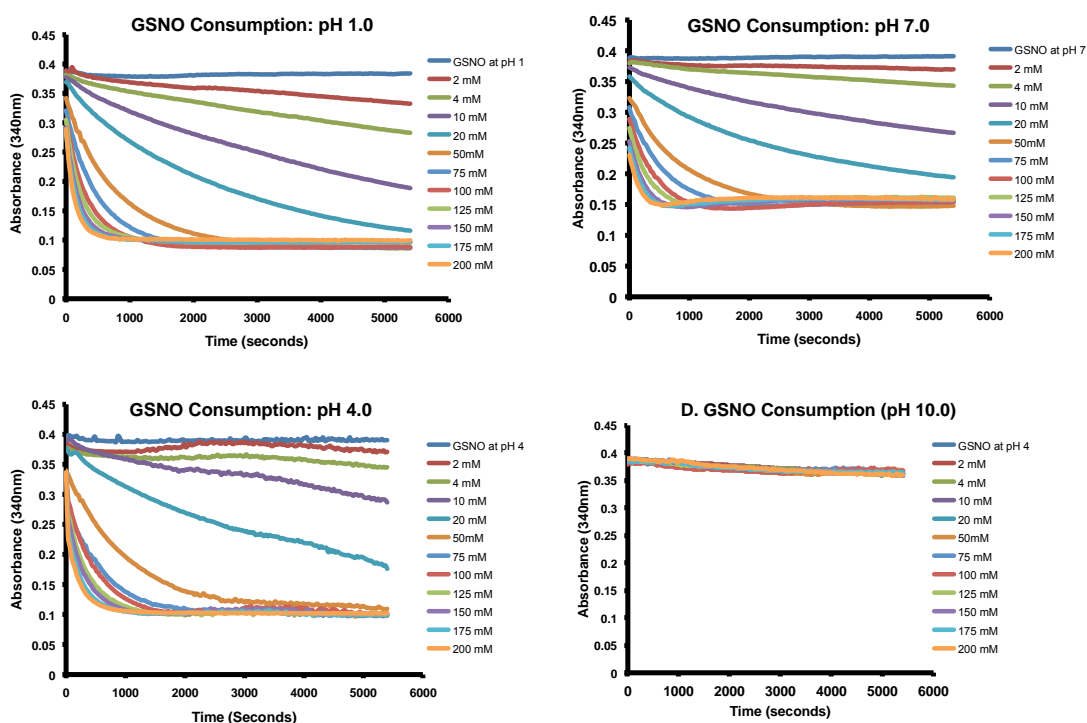 GSNO Consumption: pH 1.0
Absorbance (340nm)
0.45
0.4
0.35
0.3
0.25
0.2
0.15
0.1
0.05
0
0 1000 2000 3000 4000 5000 6000
Time (seconds)
GSNO at pH 1
2 mM
4 mM
10 mM
20 mM
50mM
75 mM
100 mM
125 mM
150 mM
175 mM
200 mM
GSNO Consumption: pH 7.0
Absorbance (340nm)
0.45
0.4
0.35
0.3
0.25
0.2
0.15
0.1
0.05
0
0 1000 2000 3000 4000 5000 6000
Time (seconds)
GSNO at pH 7
2 mM
4 mM
10 mM
20 mM
50mM
75 mM
100 mM
125 mM
150 mM
175 mM
200 mM
GSNO Consumption: pH 4.0
Absorbance (340nm)
0.45
0.4
0.35
0.3
0.25
0.2
0.15
0.1
0.05
0
0 1000 2000 3000 4000 5000 6000
Time (Seconds)
GSNO at pH 4
2 mM
4 mM
10 mM
20 mM
50mM
75 mM
100 mM
125 mM
150 mM
175 mM
200 mM
D. GSNO Consumption (pH 10.0)
Absorbance (340nm)
0.45
0.4
0.35
0.3
0.25
0.2
0.15
0.1
0.05
0
0 1000 2000 3000 4000 5000 6000
Time (seconds)
GSNO at pH 4
2 mM
4 mM
10 mM
20 mM
50mM
75 mM
100 mM
125 mM
150 mM
175 mM
200 mM